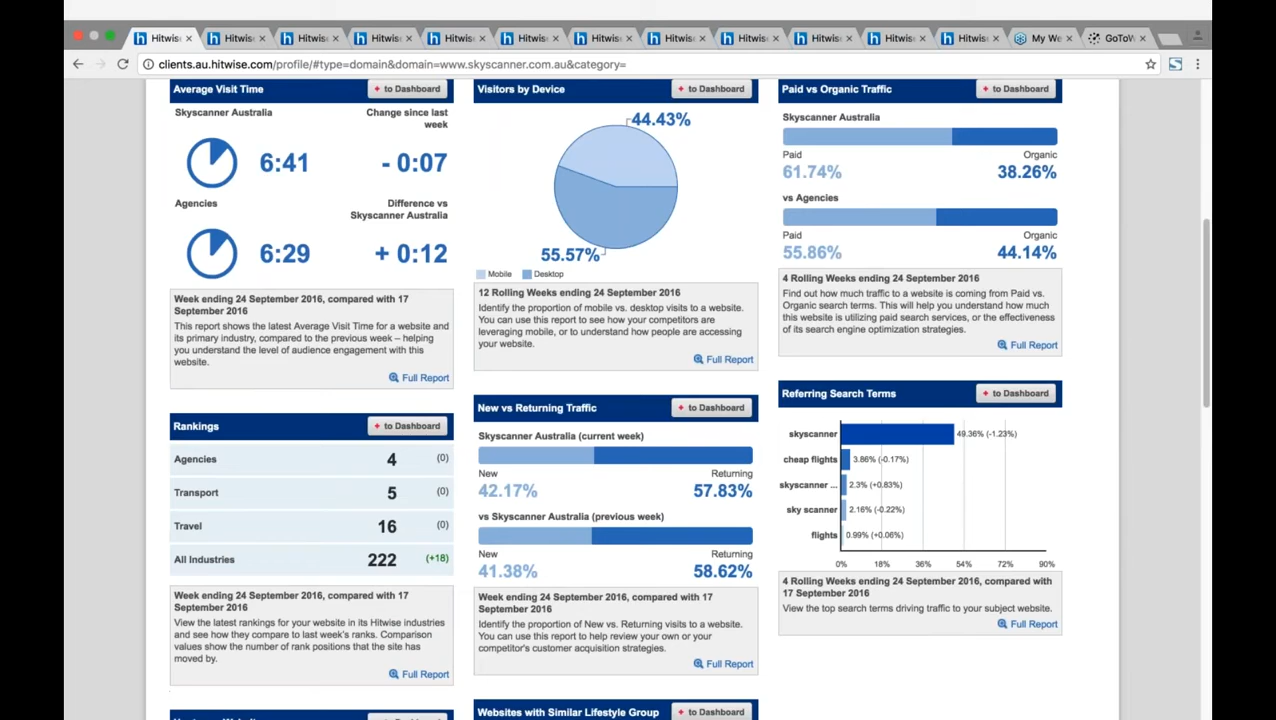 Hitwise
Hitwise
Hitwise
Hitwise
Hitwise
Hitwise
Hitwise
Hitwise
Hitwise
Hitwise
Hitwise
Hitwise
My We
GoToW
clients.au.hitwise.com/profile/#type=domain&domain=www.skyscanner.com.au&category=
Average Visit Time
to Dashboard
Skyscanner Australia
Change since last
week
6:41
- 0:07
Agencies
Difference vs
Skyscanner Australia
6:29
+ 0:12
Week ending 24 September 2016, compared with 17
September 2016
This report shows the latest Average Visit Time for a website and
its primary industry, compared to the previous week – helping
you understand the level of audience engagement with this
website.
Full Report
Rankings
to Dashboard
Agencies 4 (0)
Transport 5 (0)
Travel 16 (0)
All Industries 222 (+18)
Week ending 24 September 2016, compared with 17
September 2016
View the latest rankings for your website in its Hitwise industries
and see how they compare to last week's ranks. Comparison
values show the number of rank positions that the site has
moved by.
Full Report
Visitors by Device
to Dashboard
44.43%
55.57%
Mobile Desktop
12 Rolling Weeks ending 24 September 2016
Identify the proportion of mobile vs. desktop visits to a website.
You can use this report to see how your competitors are
leveraging mobile, or to understand how people are accessing
your website.
Full Report
New vs Returning Traffic
to Dashboard
Skyscanner Australia (current week)
New Returning
42.17% 57.83%
vs Skyscanner Australia (previous week)
New Returning
41.38% 58.62%
Week ending 24 September 2016, compared with 17
September 2016
Identify the proportion of New vs. Returning visits to a website.
You can use this report to help review your own or your
competitor's customer acquisition strategies.
Full Report
Websites with Similar Lifestyle Group
to Dashboard
Paid vs Organic Traffic
to Dashboard
Skyscanner Australia
Paid Organic
61.74% 38.26%
vs Agencies
Paid Organic
55.86% 44.14%
4 Rolling Weeks ending 24 September 2016
Find out how much traffic to a website is coming from Paid vs.
Organic search terms. This will help you understand how much
this website is utilizing paid search services, or the effectiveness
of its search engine optimization strategies.
Full Report
Referring Search Terms
to Dashboard
skyscanner 49.36% (-1.23%)
cheap flights 3.86% (-0.17%)
skyscanner ... 2.3% (+0.83%)
sky scanner 2.16% (-0.22%)
flights 0.99% (+0.06%)
0% 18% 36% 54% 72% 90%
4 Rolling Weeks ending 24 September 2016, compared with
17 September 2016
View the top search terms driving traffic to your subject website.
Full Report